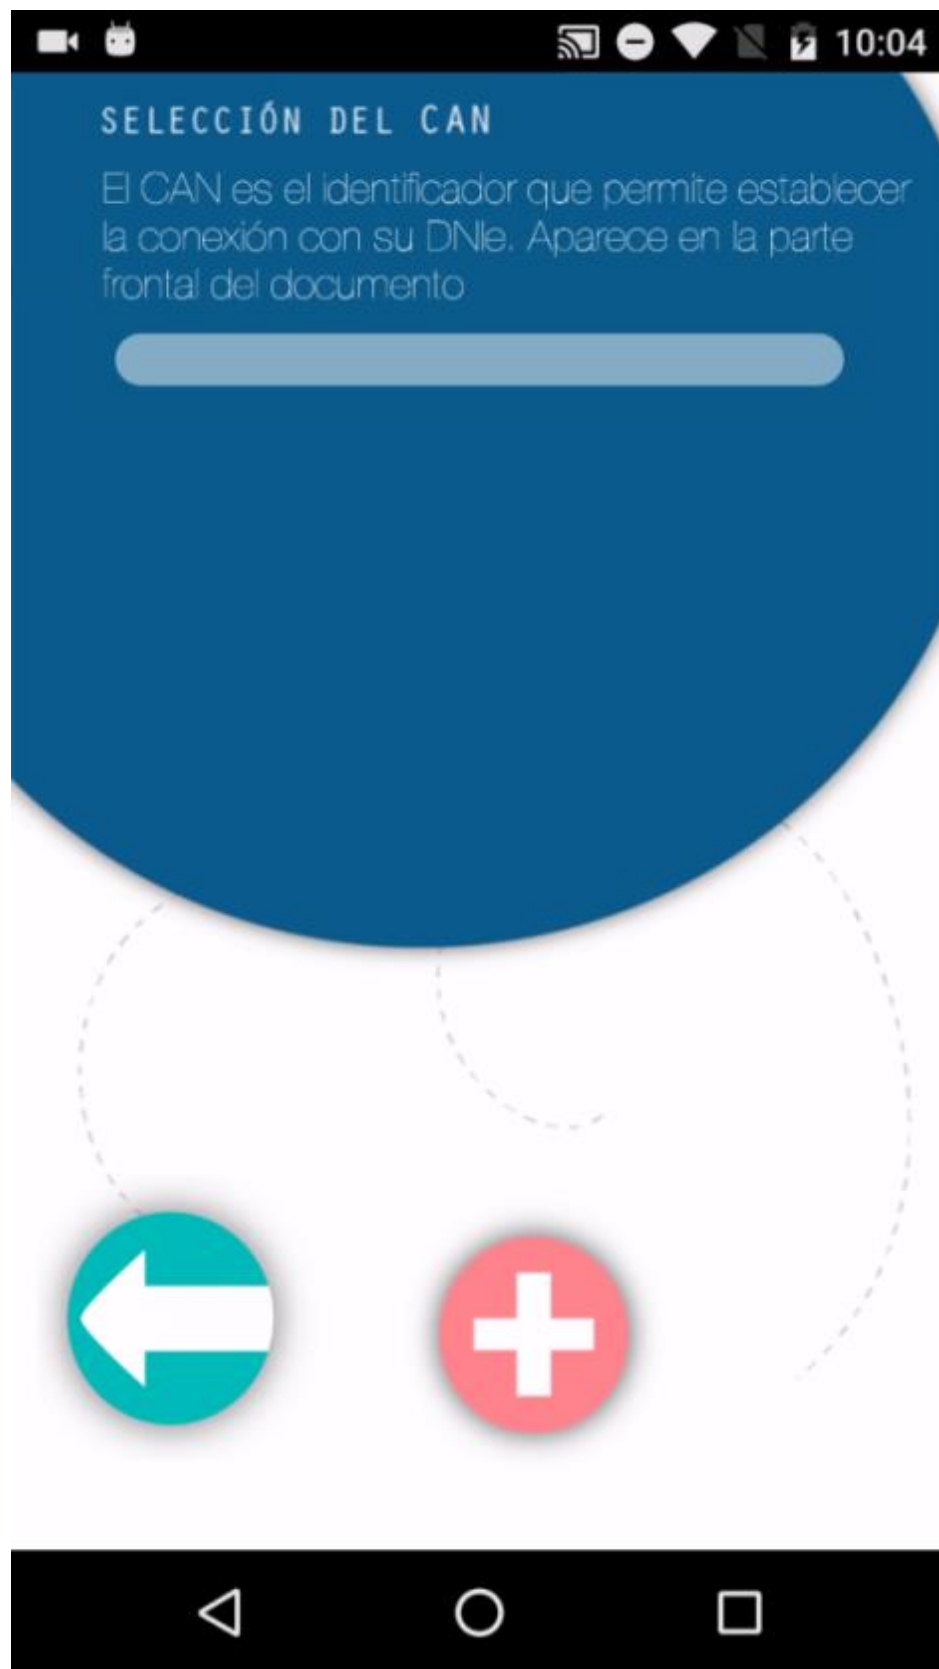 10:04
SELECCIÓN DEL CAN
El CAN es el identificador que permite establecer
la conexión con su DNIe. Aparece en la parte
frontal del documento